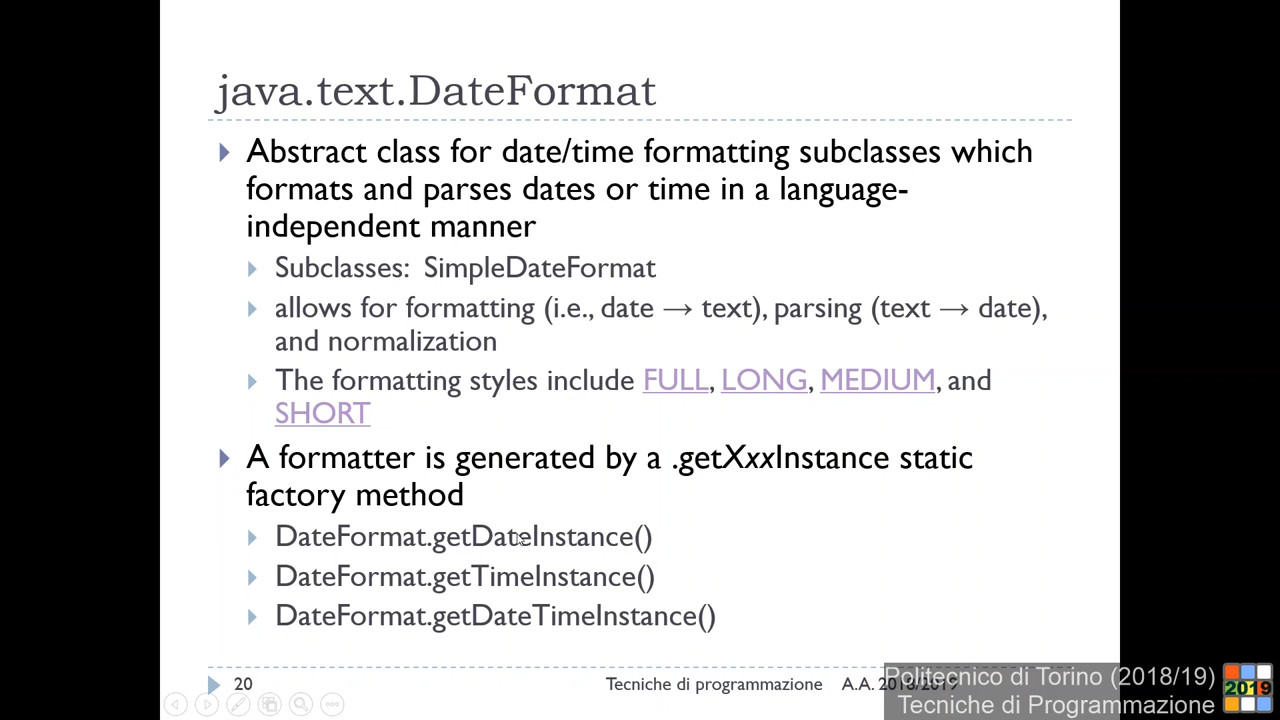 java.text.DateFormat
Abstract class for date/time formatting subclasses which
formats and parses dates or time in a language-
independent manner
Subclasses: SimpleDateFormat
allows for formatting (i.e., date → text), parsing (text → date),
and normalization
The formatting styles include FULL, LONG, MEDIUM, and
SHORT
A formatter is generated by a .getXxxInstance static
factory method
DateFormat.getDateInstance()
DateFormat.getTimeInstance()
DateFormat.getDateTimeInstance()
20
Tecniche di programmazione A.A. 2018/2019
Politecnico di Torino (2018/19)
Tecniche di Programmazione
2019